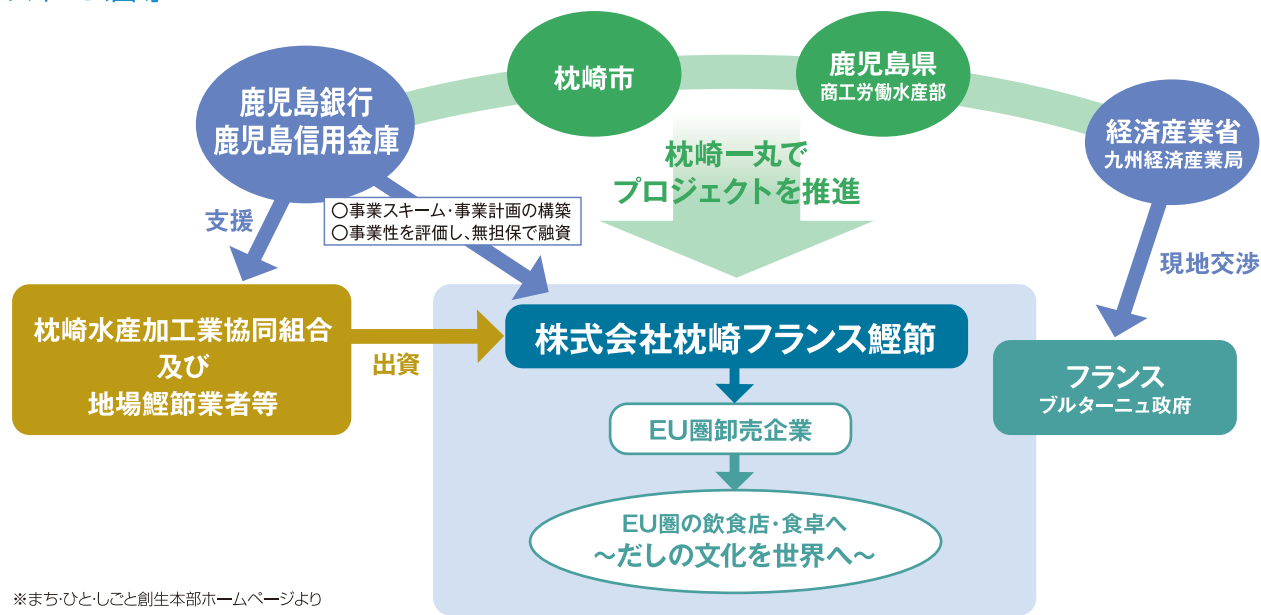 枕崎市
鹿児島県
商工労働水産部
鹿児島銀行
鹿児島信用金庫
経済産業省
九州経済産業局
枕崎一丸で
プロジェクトを推進
支援
〇事業スキーム・事業計画の構築
〇事業性を評価し、無担保で融資
現地交渉
枕崎水産加工業協同組合
及び
地場鰹節業者等
出資
株式会社枕崎フランス鰹節
フランス
ブルターニュ政府
EU圏卸売企業
EU圏の飲食店・食卓へ
〜だしの文化を世界へ〜
※まち・ひと・しごと創生本部ホームページより